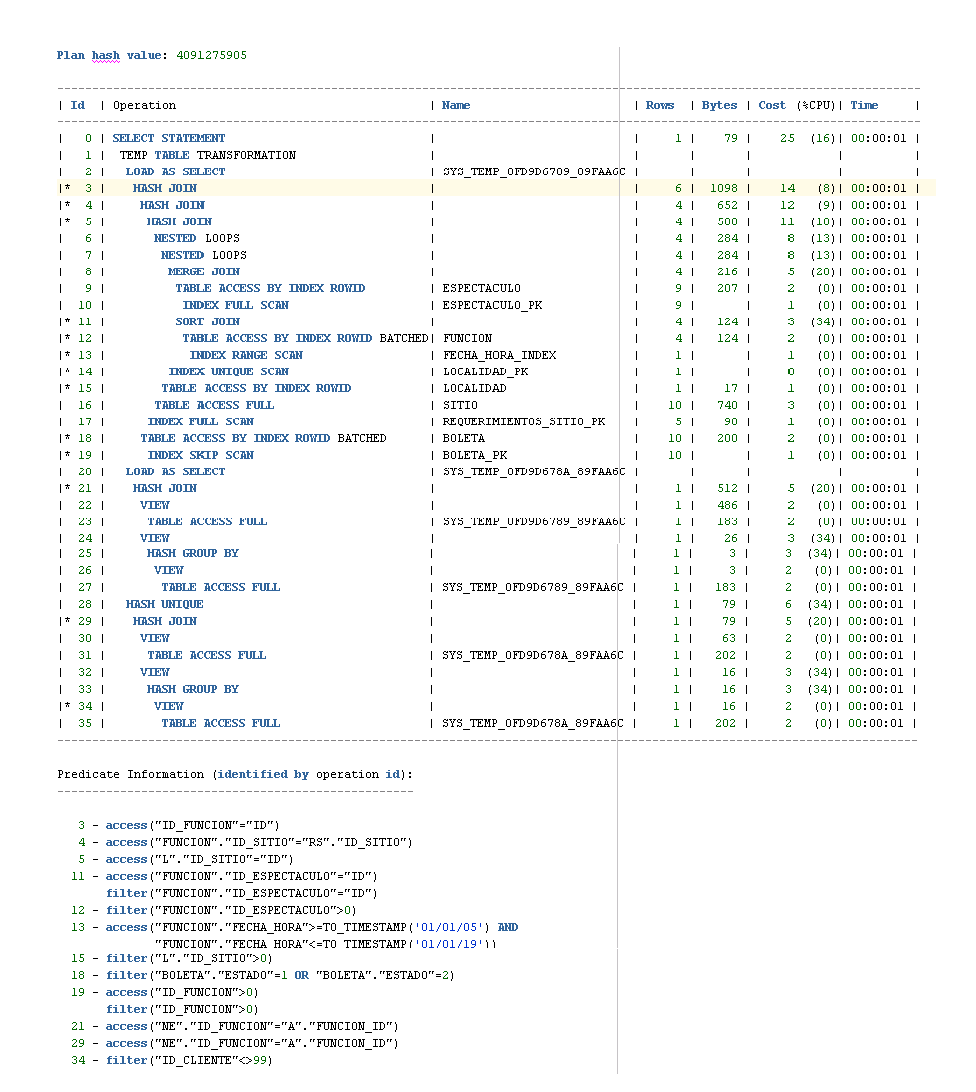 Plan hash value: 4091275905
---------------------------------------------------------------------------
| Id | Operation | Name | Rows | Bytes | Cost (%CPU)| Time |
---------------------------------------------------------------------------
| 0 | SELECT STATEMENT | | 1 | 79 | 25 (16)| 00:00:01 |
| 1 | TEMP TABLE TRANSFORMATION | | | | | |
| 2 | LOAD AS SELECT | SYS_TEMP_0FD9D6789_89FAA6C | | | | |
|* 3 | HASH JOIN | | 6 | 1098 | 14 (8)| 00:00:01 |
|* 4 | HASH JOIN | | 4 | 652 | 12 (9)| 00:00:01 |
|* 5 | HASH JOIN | | 4 | 500 | 11 (10)| 00:00:01 |
| 6 | NESTED LOOPS | | 4 | 284 | 8 (13)| 00:00:01 |
| 7 | NESTED LOOPS | | 4 | 284 | 8 (13)| 00:00:01 |
| 8 | MERGE JOIN | | 4 | 216 | 5 (20)| 00:00:01 |
| 9 | TABLE ACCESS BY INDEX ROWID | ESPECTACULO | 9 | 207 | 2 (0)| 00:00:01 |
| 10 | INDEX FULL SCAN | ESPECTACULO_PK | 9 | | 1 (0)| 00:00:01 |
|* 11 | SORT JOIN | | 4 | 124 | 3 (34)| 00:00:01 |
|* 12 | TABLE ACCESS BY INDEX ROWID BATCHED| FUNCION | 4 | 124 | 2 (0)| 00:00:01 |
|* 13 | INDEX RANGE SCAN | FECHA_HORA_INDEX | 1 | | 1 (0)| 00:00:01 |
|* 14 | INDEX UNIQUE SCAN | LOCALIDAD_PK | 1 | | 0 (0)| 00:00:01 |
|* 15 | TABLE ACCESS BY INDEX ROWID | LOCALIDAD | 1 | 17 | 1 (0)| 00:00:01 |
| 16 | TABLE ACCESS FULL | SITIO | 10 | 740 | 3 (0)| 00:00:01 |
| 17 | INDEX FULL SCAN | REQUERIMIENTOS_SITIO_PK | 5 | 90 | 1 (0)| 00:00:01 |
|* 18 | TABLE ACCESS BY INDEX ROWID BATCHED | BOLETA | 10 | 200 | 2 (0)| 00:00:01 |
|* 19 | INDEX SKIP SCAN | BOLETA_PK | 10 | | 1 (0)| 00:00:01 |
| 20 | LOAD AS SELECT | SYS_TEMP_0FD9D678A_89FAA6C | | | | |
|* 21 | HASH JOIN | | 1 | 512 | 5 (20)| 00:00:01 |
| 22 | VIEW | | 1 | 486 | 2 (0)| 00:00:01 |
| 23 | TABLE ACCESS FULL | SYS_TEMP_0FD9D6789_89FAA6C | 1 | 183 | 2 (0)| 00:00:01 |
| 24 | VIEW | | 1 | 26 | 3 (34)| 00:00:01 |
| 25 | HASH GROUP BY | | 1 | 3 | 3 (34)| 00:00:01 |
| 26 | VIEW | | 1 | 3 | 2 (0)| 00:00:01 |
| 27 | TABLE ACCESS FULL | SYS_TEMP_0FD9D6789_89FAA6C | 1 | 183 | 2 (0)| 00:00:01 |
| 28 | HASH UNIQUE | | 1 | 79 | 6 (34)| 00:00:01 |
|* 29 | HASH JOIN | | 1 | 79 | 5 (20)| 00:00:01 |
| 30 | VIEW | | 1 | 63 | 2 (0)| 00:00:01 |
| 31 | TABLE ACCESS FULL | SYS_TEMP_0FD9D678A_89FAA6C | 1 | 202 | 2 (0)| 00:00:01 |
| 32 | VIEW | | 1 | 16 | 3 (34)| 00:00:01 |
| 33 | HASH GROUP BY | | 1 | 16 | 3 (34)| 00:00:01 |
|* 34 | VIEW | | 1 | 16 | 2 (0)| 00:00:01 |
| 35 | TABLE ACCESS FULL | SYS_TEMP_0FD9D678A_89FAA6C | 1 | 202 | 2 (0)| 00:00:01 |
---------------------------------------------------------------------------
Predicate Information (identified by operation id):
---------------------------------------------------
3 - access("ID_FUNCION"="ID")
4 - access("FUNCION"."ID_SITIO"="RS"."ID_SITIO")
5 - access("L"."ID_SITIO"="ID")
11 - access("FUNCION"."ID_ESPECTACULO"="ID")
filter("FUNCION"."ID_ESPECTACULO"="ID")
12 - filter("FUNCION"."ID_ESPECTACULO">0)
13 - access("FUNCION"."FECHA_HORA">=TO_TIMESTAMP('01/01/05') AND
"FUNCION"."FECHA_HORA"<=TO_TIMESTAMP('01/01/19'))
15 - filter("L"."ID_SITIO">0)
18 - filter("BOLETA"."ESTADO"=1 OR "BOLETA"."ESTADO"=2)
19 - access("ID_FUNCION">0)
filter("ID_FUNCION">0)
21 - access("NE"."ID_FUNCION"="A"."FUNCION_ID")
29 - access("NE"."ID_FUNCION"="A"."FUNCION_ID")
34 - filter("ID_CLIENTE"<>99)